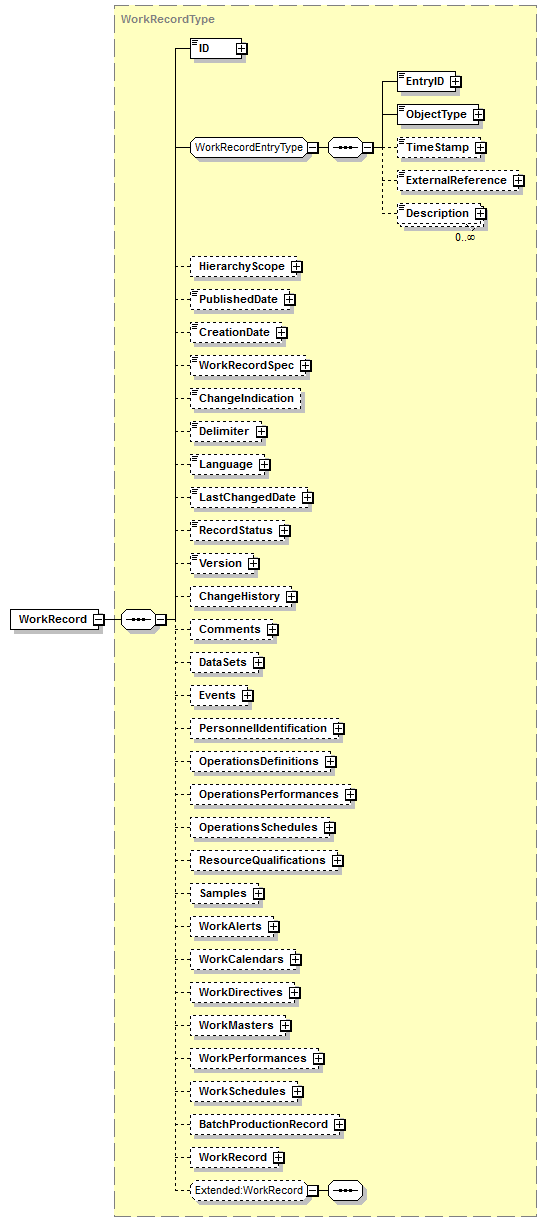 WorkRecordType
ID
EntryID
ObjectType
WorkRecordEntryType
TimeStamp
ExternalReference
Description
0..∞
HierarchyScope
PublishedDate
CreationDate
WorkRecordSpec
ChangeIndication
Delimiter
Language
LastChangedDate
RecordStatus
Version
ChangeHistory
WorkRecord
Comments
DataSets
Events
PersonnelIdentification
OperationsDefinitions
OperationsPerformances
OperationsSchedules
ResourceQualifications
Samples
WorkAlerts
WorkCalendars
WorkDirectives
WorkMasters
WorkPerformances
WorkSchedules
BatchProductionRecord
WorkRecord
Extended:WorkRecord